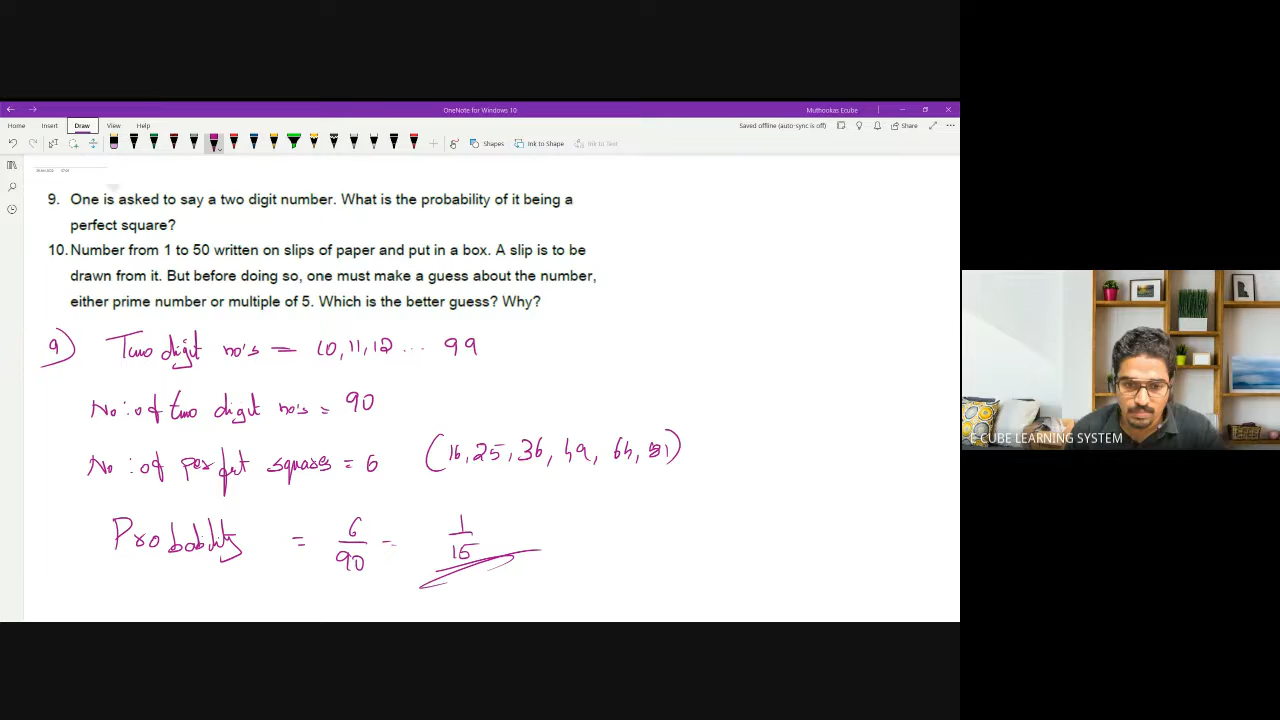 OneNote for Windows 10
Muthookas Ecube
Home Insert Draw View Help
Saved offline (auto-sync is off)
Share
Shapes
Ink to Shape
Ink to Text
9. One is asked to say a two digit number. What is the probability of it being a
perfect square?
10. Number from 1 to 50 written on slips of paper and put in a box. A slip is to be
drawn from it. But before doing so, one must make a guess about the number,
either prime number or multiple of 5. Which is the better guess? Why?
9) Two digit no's = 10, 11, 12 ... 99
No : of two digit no's = 90
No : of perfect squares = 6 (16, 25, 36, 49, 64, 81)
Probability = 6/90 = 1/15
E CUBE LEARNING SYSTEM